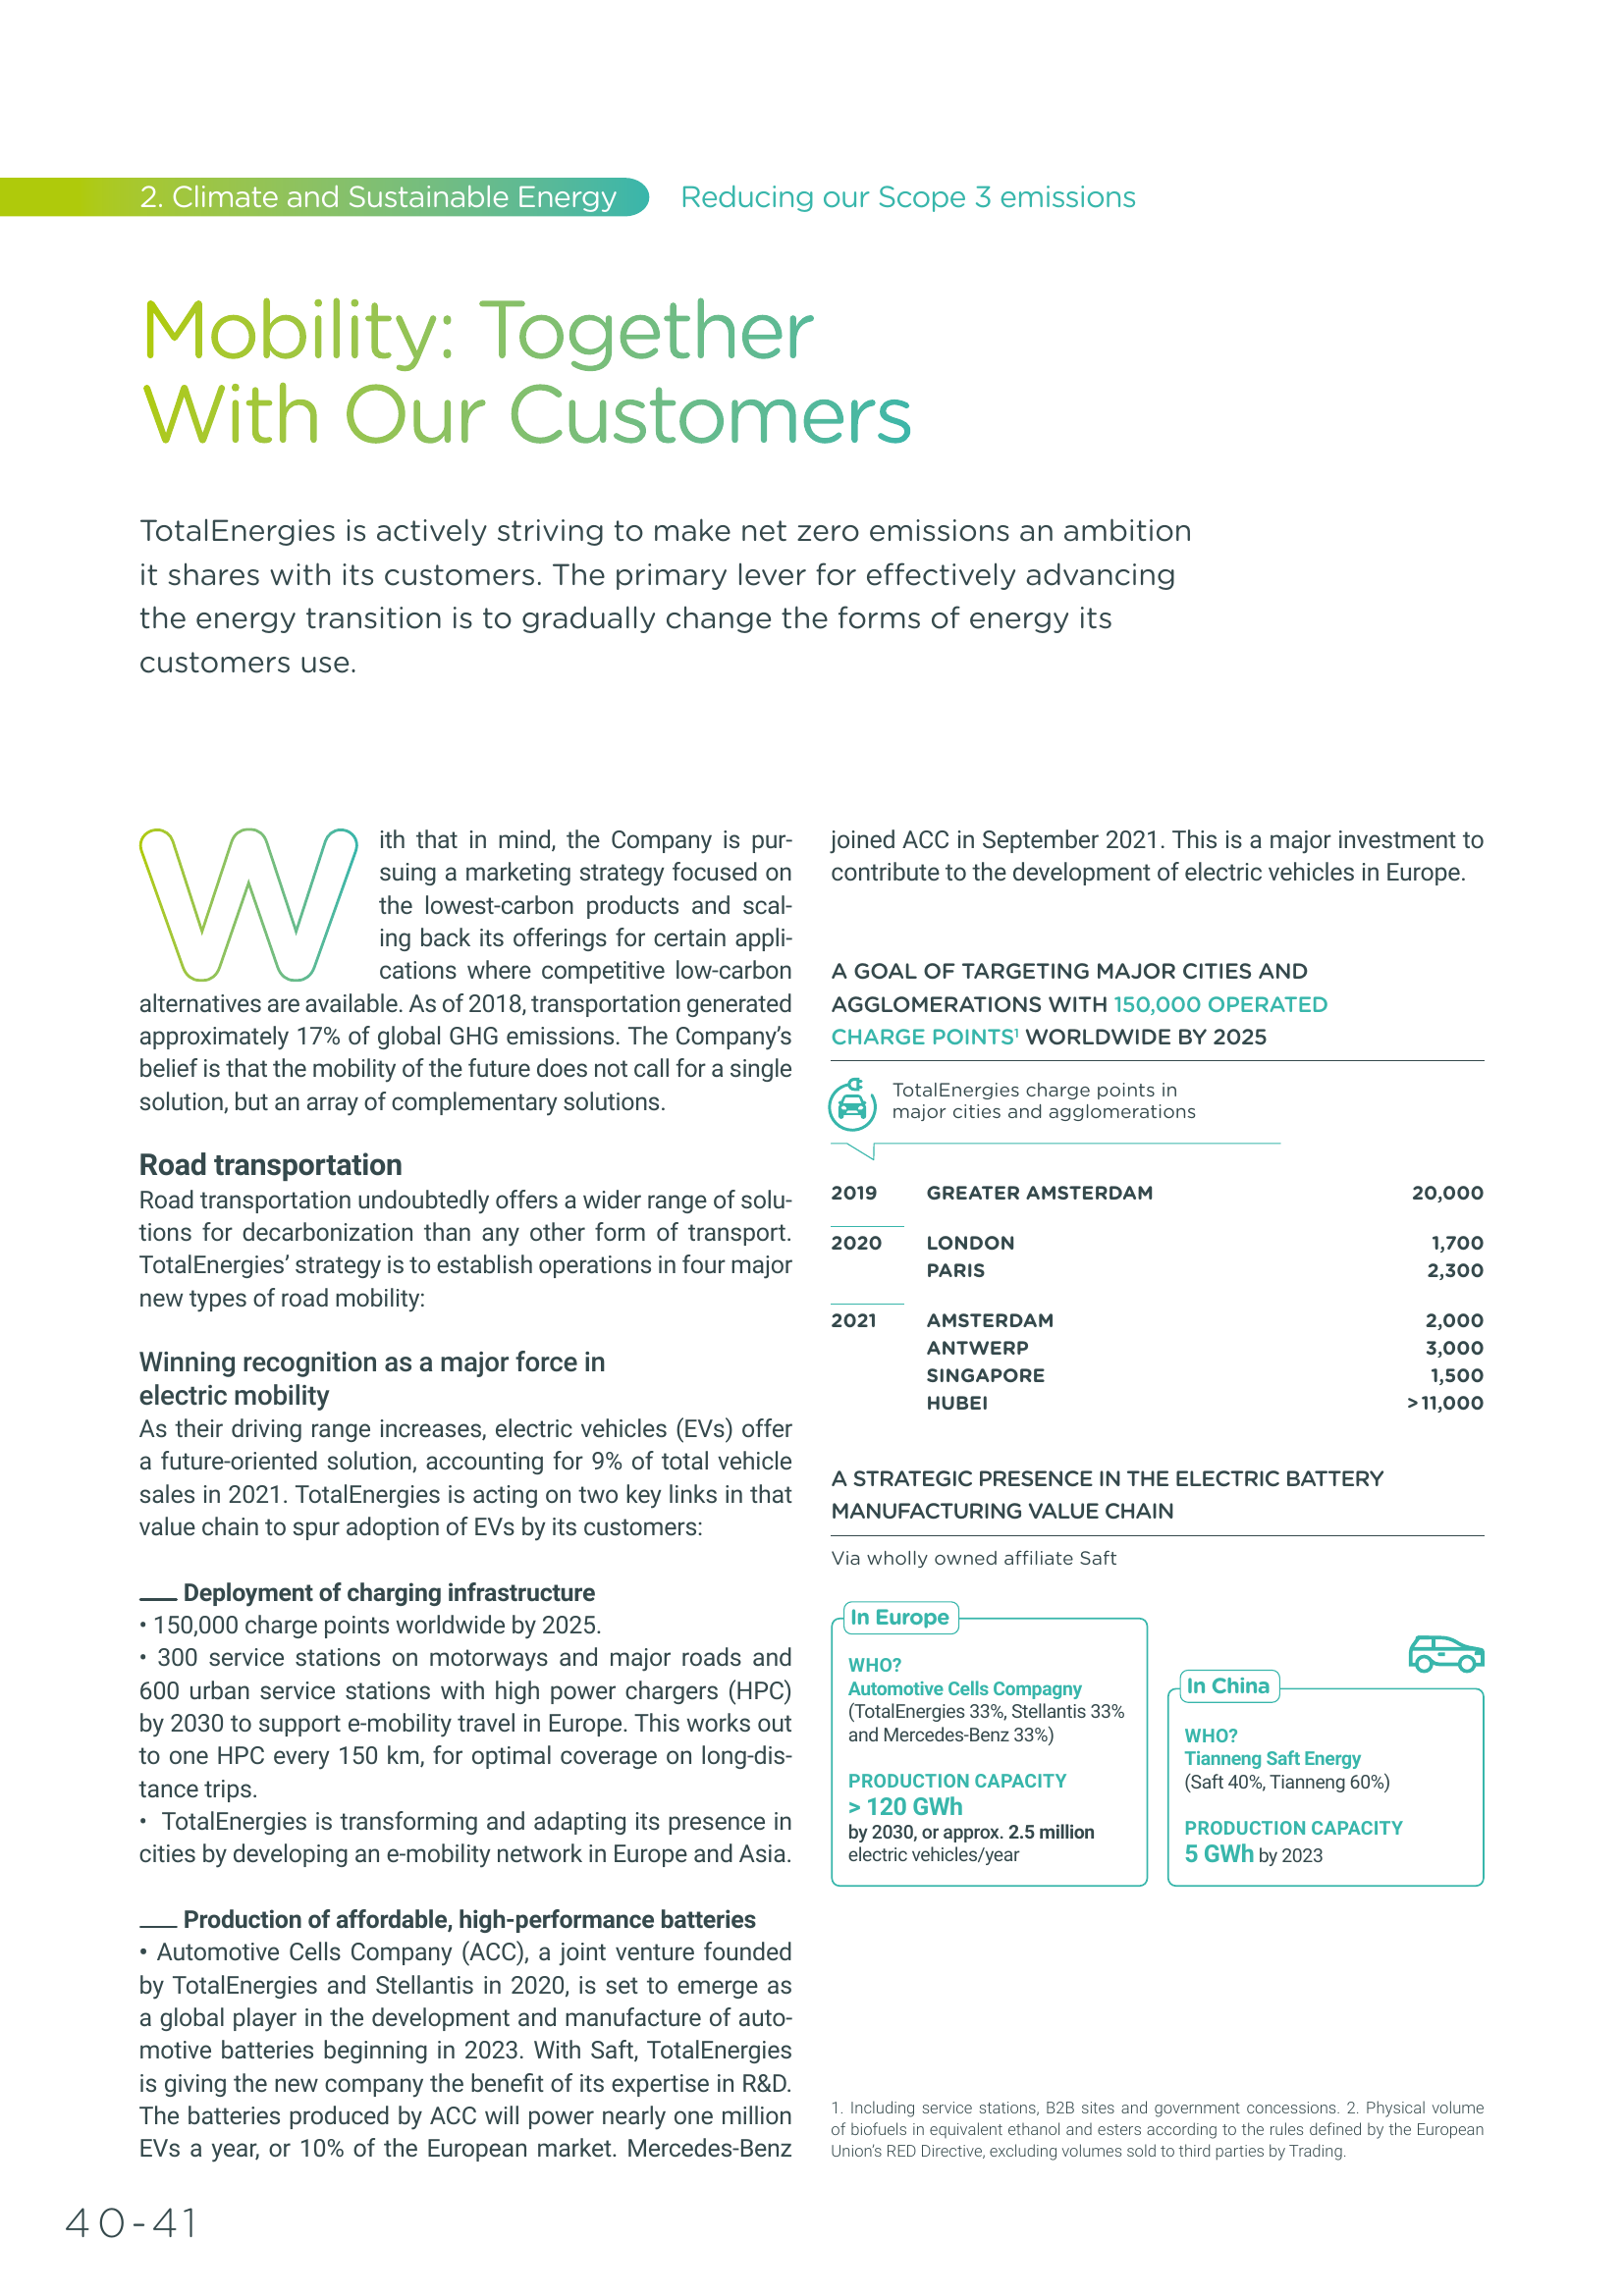 2. Climate and Sustainable Energy Reducing our Scope 3 emissions
Mobility: Together
With Our Customers
TotalEnergies is actively striving to make net zero emissions an ambition
it shares with its customers. The primary lever for effectively advancing
the energy transition is to gradually change the forms of energy its
customers use.
With that in mind, the Company is pur-
suing a marketing strategy focused on
the lowest-carbon products and scal-
ing back its offerings for certain appli-
cations where competitive low-carbon
alternatives are available. As of 2018, transportation generated
approximately 17% of global GHG emissions. The Company's
belief is that the mobility of the future does not call for a single
solution, but an array of complementary solutions.
Road transportation
Road transportation undoubtedly offers a wider range of solu-
tions for decarbonization than any other form of transport.
TotalEnergies' strategy is to establish operations in four major
new types of road mobility:
Winning recognition as a major force in
electric mobility
As their driving range increases, electric vehicles (EVs) offer
a future-oriented solution, accounting for 9% of total vehicle
sales in 2021. TotalEnergies is acting on two key links in that
value chain to spur adoption of EVs by its customers:
Deployment of charging infrastructure
• 150,000 charge points worldwide by 2025.
• 300 service stations on motorways and major roads and
600 urban service stations with high power chargers (HPC)
by 2030 to support e-mobility travel in Europe. This works out
to one HPC every 150 km, for optimal coverage on long-dis-
tance trips.
• TotalEnergies is transforming and adapting its presence in
cities by developing an e-mobility network in Europe and Asia.
Production of affordable, high-performance batteries
• Automotive Cells Company (ACC), a joint venture founded
by TotalEnergies and Stellantis in 2020, is set to emerge as
a global player in the development and manufacture of auto-
motive batteries beginning in 2023. With Saft, TotalEnergies
is giving the new company the benefit of its expertise in R&D.
The batteries produced by ACC will power nearly one million
EVs a year, or 10% of the European market. Mercedes-Benz
joined ACC in September 2021. This is a major investment to
contribute to the development of electric vehicles in Europe.
A GOAL OF TARGETING MAJOR CITIES AND
AGGLOMERATIONS WITH 150,000 OPERATED
CHARGE POINTS¹ WORLDWIDE BY 2025
TotalEnergies charge points in
major cities and agglomerations
2019 GREATER AMSTERDAM 20,000
2020 LONDON 1,700
PARIS 2,300
2021 AMSTERDAM 2,000
ANTWERP 3,000
SINGAPORE 1,500
HUBEI >11,000
A STRATEGIC PRESENCE IN THE ELECTRIC BATTERY
MANUFACTURING VALUE CHAIN
Via wholly owned affiliate Saft
In Europe
WHO?
Automotive Cells Compagny
(TotalEnergies 33%, Stellantis 33%
and Mercedes-Benz 33%)
PRODUCTION CAPACITY
> 120 GWh
by 2030, or approx. 2.5 million
electric vehicles/year
In China
WHO?
Tianneng Saft Energy
(Saft 40%, Tianneng 60%)
PRODUCTION CAPACITY
5 GWh by 2023
1. Including service stations, B2B sites and government concessions. 2. Physical volume
of biofuels in equivalent ethanol and esters according to the rules defined by the European
Union's RED Directive, excluding volumes sold to third parties by Trading.
40-41